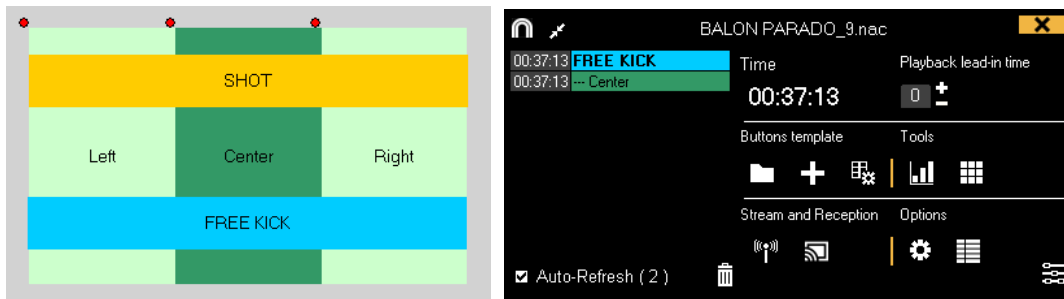 SHOT
Left Center Right
FREE KICK
BALON PARADO_9.nac
00:37:13 FREE KICK
00:37:13 --- Center
Time
00:37:13
Playback lead-in time
0
Buttons template
Tools
Stream and Reception
Options
Auto-Refresh ( 2 )